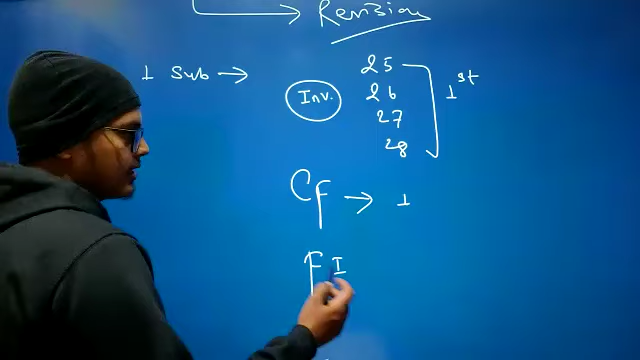 Revision
1 Sub → 25
Inv. 26 1st
27
28
Cf → 1
FI